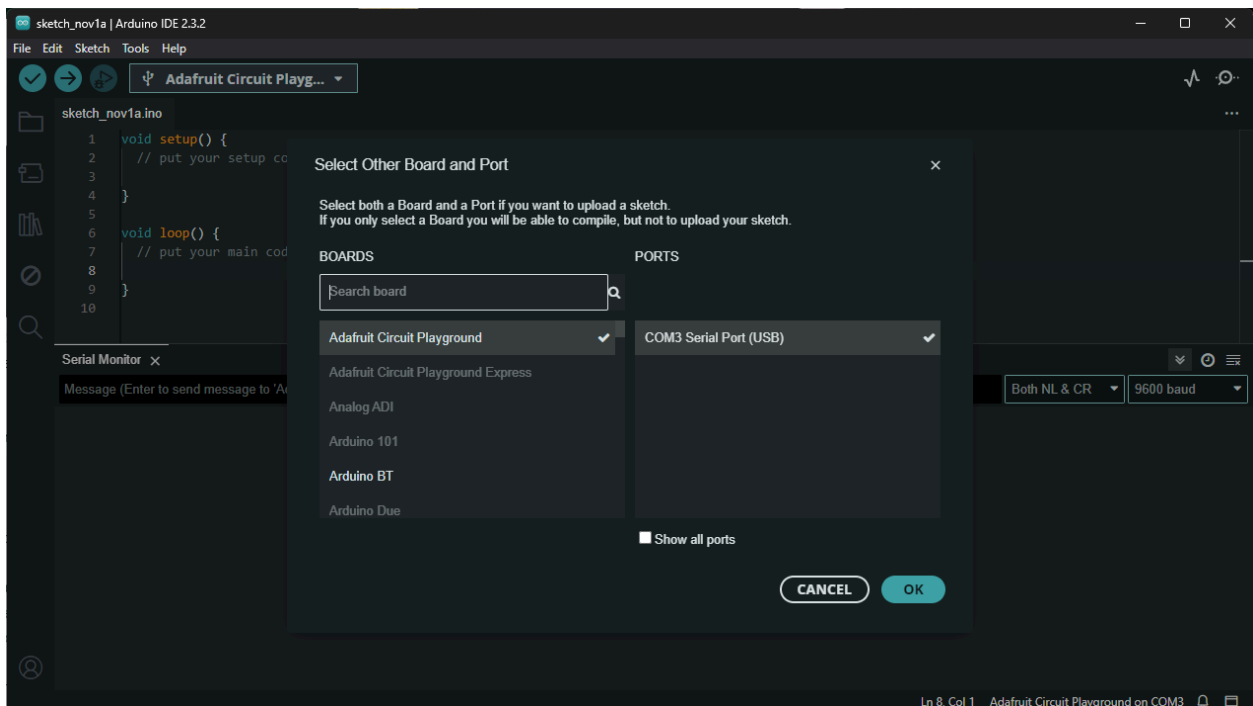 sketch_nov1a | Arduino IDE 2.3.2
File Edit Sketch Tools Help
Adafruit Circuit Playg...
sketch_nov1a.ino
1 void setup() {
2 // put your setup co
3
4 }
5
6 void loop() {
7 // put your main cod
8
9 }
10
Select Other Board and Port
Select both a Board and a Port if you want to upload a sketch.
If you only select a Board you will be able to compile, but not to upload your sketch.
BOARDS PORTS
Search board
Adafruit Circuit Playground COM3 Serial Port (USB)
Adafruit Circuit Playground Express
Analog ADI
Arduino 101
Arduino BT
Arduino Due
Show all ports
CANCEL OK
Serial Monitor
Message (Enter to send message to 'A Both NL & CR 9600 baud
Ln 8, Col 1 Adafruit Circuit Playground on COM3